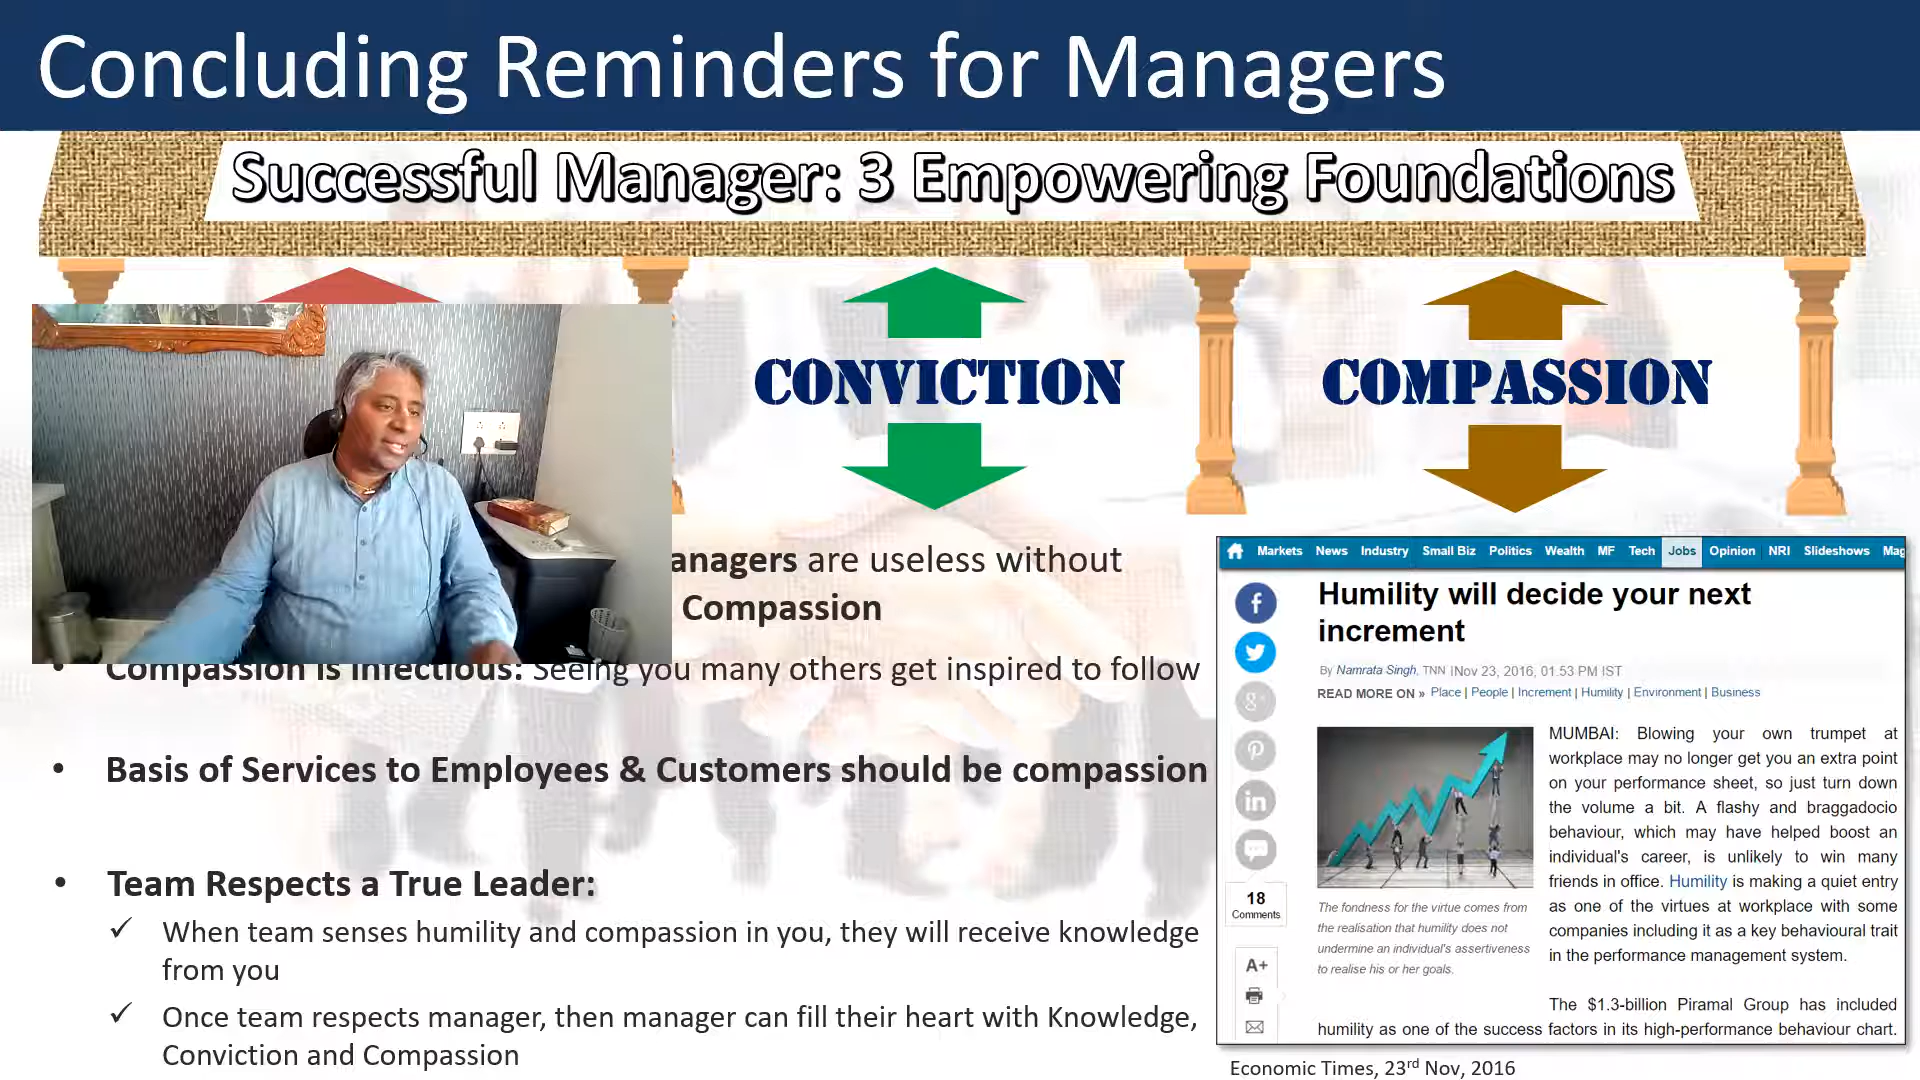 Concluding Reminders for Managers
Successful Manager: 3 Empowering Foundations
CONVICTION
COMPASSION
anagers are useless without
Compassion
• Compassion is Infectious: Seeing you many others get inspired to follow
• Basis of Services to Employees & Customers should be compassion
• Team Respects a True Leader:
✓ When team senses humility and compassion in you, they will receive knowledge
from you
✓ Once team respects manager, then manager can fill their heart with Knowledge,
Conviction and Compassion
Markets News Industry Small Biz Politics Wealth MF Tech Jobs Opinion NRI Slideshows Mag
Humility will decide your next
increment
By Namrata Singh, TNN |Nov 23, 2016, 01.53 PM IST
READ MORE ON » Place | People | Increment | Humility | Environment | Business
MUMBAI: Blowing your own trumpet at
workplace may no longer get you an extra point
on your performance sheet, so just turn down
the volume a bit. A flashy and braggadocio
behaviour, which may have helped boost an
individual's career, is unlikely to win many
friends in office. Humility is making a quiet entry
as one of the virtues at workplace with some
companies including it as a key behavioural trait
in the performance management system.
18
Comments
The fondness for the virtue comes from
the realisation that humility does not
undermine an individual's assertiveness
to realise his or her goals.
A+
The $1.3-billion Piramal Group has included
humility as one of the success factors in its high-performance behaviour chart.
Economic Times, 23rd Nov, 2016